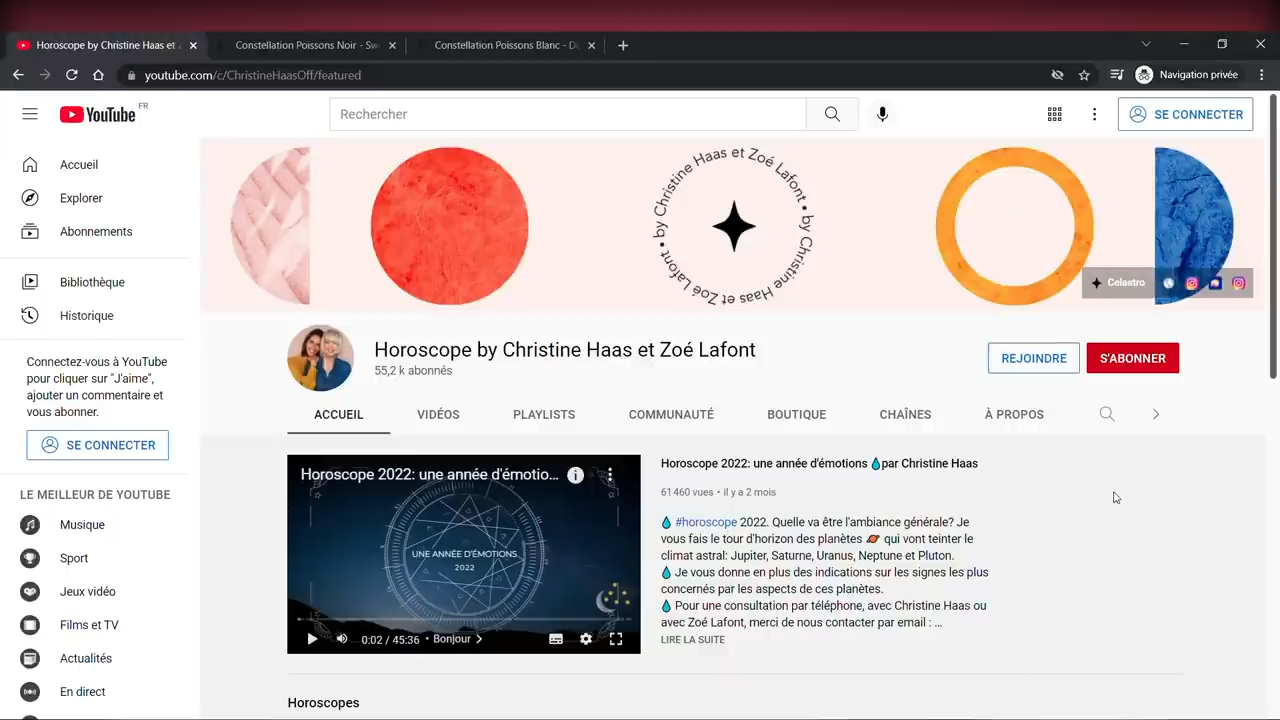 Horoscope by Christine Haas et
Constellation Poissons Noir - Sw
Constellation Poissons Blanc - D
youtube.com/c/ChristineHaasOff/featured
Navigation privée
YouTube FR
Rechercher
SE CONNECTER
Accueil
Explorer
Abonnements
Bibliothèque
Historique
Connectez-vous à YouTube
pour cliquer sur "J'aime",
ajouter un commentaire et
vous abonner.
SE CONNECTER
LE MEILLEUR DE YOUTUBE
Musique
Sport
Jeux vidéo
Films et TV
Actualités
En direct
by Christine Haas et Zoé Lafont • by Christine Haas et Zoé Lafont •
Celastro
Horoscope by Christine Haas et Zoé Lafont
55,2 k abonnés
REJOINDRE
S'ABONNER
ACCUEIL
VIDÉOS
PLAYLISTS
COMMUNAUTÉ
BOUTIQUE
CHAÎNES
À PROPOS
Horoscope 2022: une année d'émotio...
UNE ANNÉE D'ÉMOTIONS
2022
0:02 / 45:36 • Bonjour
Horoscope 2022: une année d'émotions 💧par Christine Haas
61 460 vues • il y a 2 mois
💧 #horoscope 2022. Quelle va être l'ambiance générale? Je
vous fais le tour d'horizon des planètes 🪐 qui vont teinter le
climat astral: Jupiter, Saturne, Uranus, Neptune et Pluton.
💧 Je vous donne en plus des indications sur les signes les plus
concernés par les aspects de ces planètes.
💧 Pour une consultation par téléphone, avec Christine Haas ou
avec Zoé Lafont, merci de nous contacter par email : ...
LIRE LA SUITE
Horoscopes